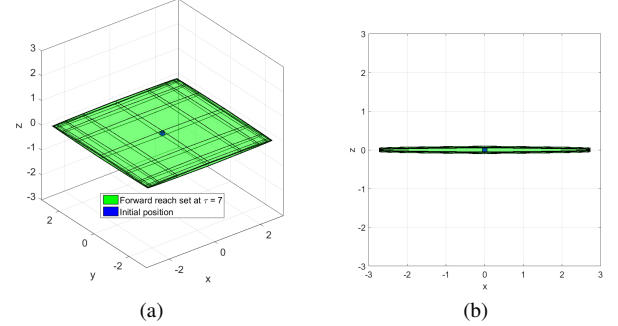 3
2
1
0
-1
-2
-3
z
2
0
-2
y
-2
0
2
x
Forward reach set at τ = 7
Initial position
(a)
3
2
1
0
-1
-2
-3
z
-3 -2 -1 0 1 2 3
x
(b)